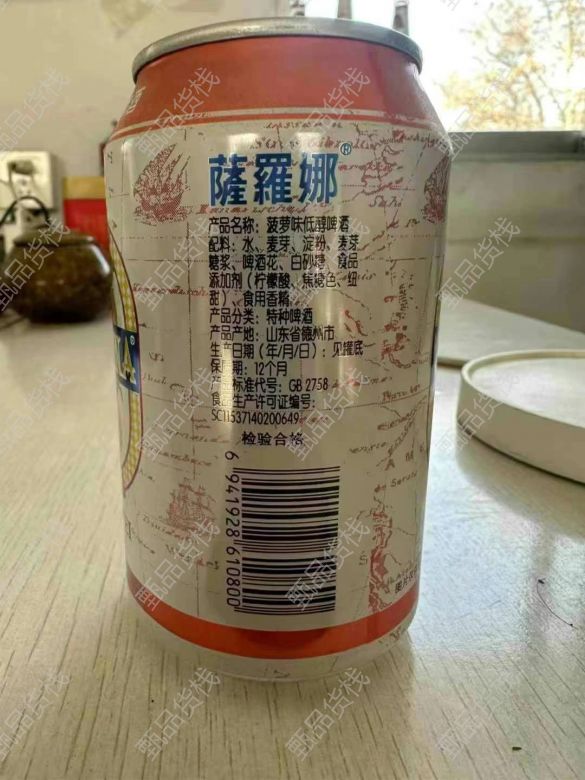 薩羅娜®
产品名称：菠萝味低醇啤酒
配料：水、麦芽、淀粉、麦芽
糖浆、啤酒花、白砂糖、食品
添加剂（柠檬酸、焦糖色、纽
甜）、食用香精
产品分类：特种啤酒
产品产地：山东省德州市
生产日期（年/月/日）：见罐底
保质期：12个月
产品标准代号：GB 2758
食品生产许可证编号：
SC11537140200649
检验合格
6 941928 610800
甄品货栈